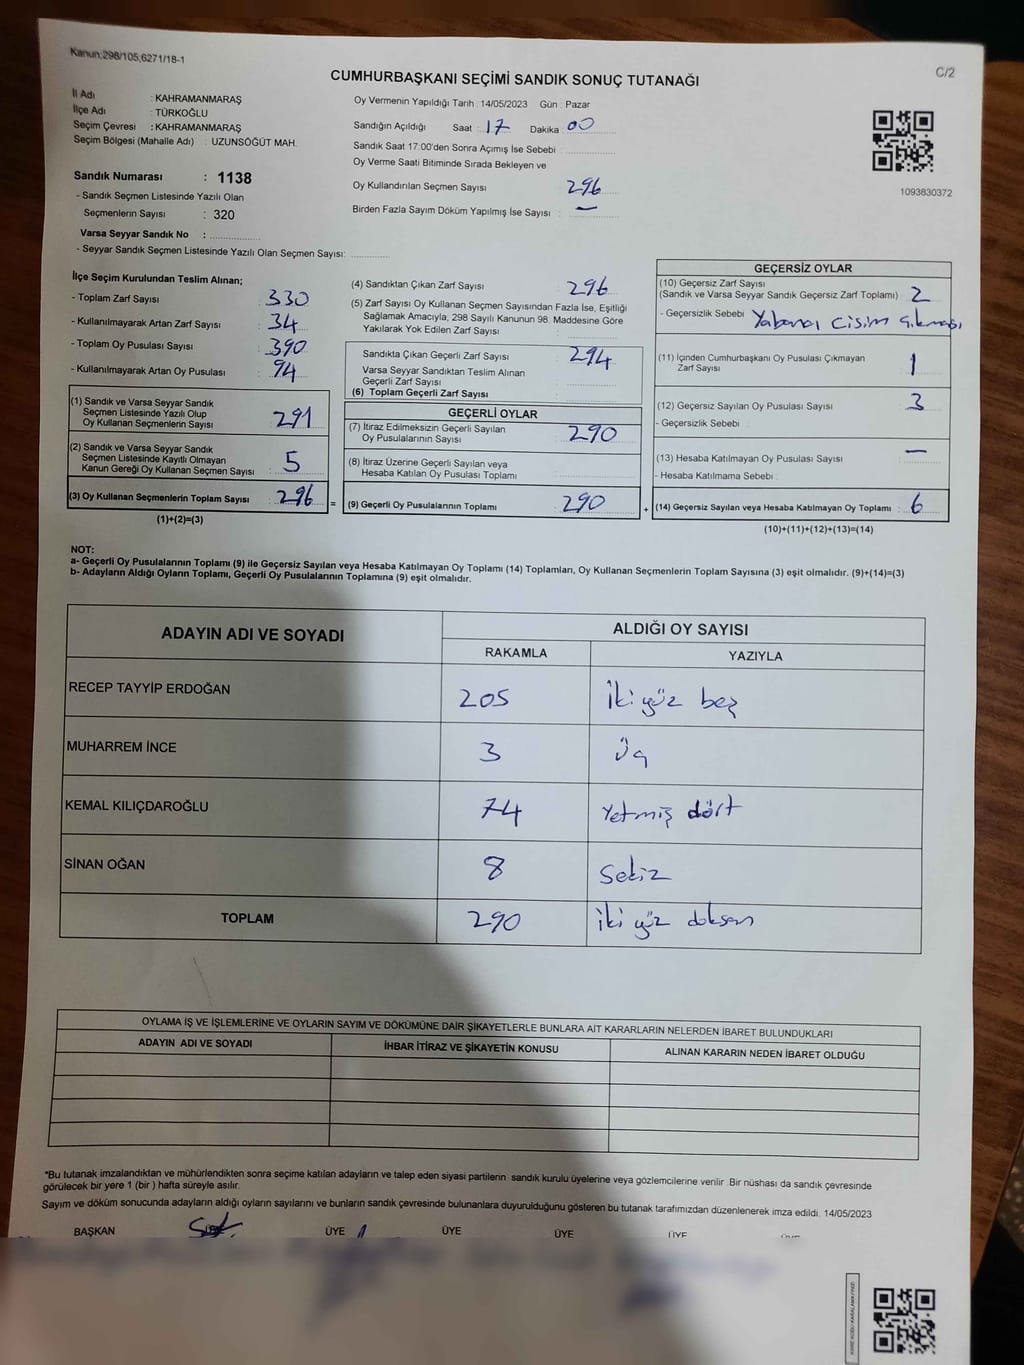 Kanun;298/105;6271/18-1
C/2
CUMHURBAŞKANI SEÇİMİ SANDIK SONUÇ TUTANAĞI
İl Adı : KAHRAMANMARAŞ
İlçe Adı : TÜRKOĞLU
Seçim Çevresi : KAHRAMANMARAŞ
Seçim Bölgesi (Mahalle Adı) : UZUNSÖĞÜT MAH.
Sandık Numarası : 1138
- Sandık Seçmen Listesinde Yazılı Olan
Seçmenlerin Sayısı : 320
Varsa Seyyar Sandık No :
- Seyyar Sandık Seçmen Listesinde Yazılı Olan Seçmen Sayısı:
Oy Vermenin Yapıldığı Tarih : 14/05/2023 Gün : Pazar
Sandığın Açıldığı Saat : 17 Dakika : 00
Sandık Saat 17:00'den Sonra Açımış İse Sebebi :
Oy Verme Saati Bitiminde Sırada Bekleyen ve
Oy Kullandırılan Seçmen Sayısı 296
Birden Fazla Sayım Döküm Yapılmış İse Sayısı : —
1093830372
İlçe Seçim Kurulundan Teslim Alınan;
- Toplam Zarf Sayısı : 330
- Kullanılmayarak Artan Zarf Sayısı : 34
- Toplam Oy Pusulası Sayısı : 390
- Kullanılmayarak Artan Oy Pusulası : 94
(1) Sandık ve Varsa Seyyar Sandık
Seçmen Listesinde Yazılı Olup
Oy Kullanan Seçmenlerin Sayısı : 291
(2) Sandık ve Varsa Seyyar Sandık
Seçmen Listesinde Kayıtlı Olmayan
Kanun Gereği Oy Kullanan Seçmen Sayısı : 5
(3) Oy Kullanan Seçmenlerin Toplam Sayısı : 296 =
(1)+(2)=(3)
(4) Sandıktan Çıkan Zarf Sayısı : 296
(5) Zarf Sayısı Oy Kullanan Seçmen Sayısından Fazla İse, Eşitliği
Sağlamak Amacıyla, 298 Sayılı Kanunun 98. Maddesine Göre
Yakılarak Yok Edilen Zarf Sayısı :
Sandıkta Çıkan Geçerli Zarf Sayısı : 294
Varsa Seyyar Sandıktan Teslim Alınan
Geçerli Zarf Sayısı :
(6) Toplam Geçerli Zarf Sayısı :
GEÇERLİ OYLAR
(7) İtiraz Edilmeksizin Geçerli Sayılan
Oy Pusulalarının Sayısı : 290
(8) İtiraz Üzerine Geçerli Sayılan veya
Hesaba Katılan Oy Pusulası Toplamı :
(9) Geçerli Oy Pusulalarının Toplamı : 290 +
GEÇERSİZ OYLAR
(10) Geçersiz Zarf Sayısı
(Sandık ve Varsa Seyyar Sandık Geçersiz Zarf Toplamı) : 2
- Geçersizlik Sebebi : Yabancı cisim çıkması
(11) İçinden Cumhurbaşkanı Oy Pusulası Çıkmayan
Zarf Sayısı : 1
(12) Geçersiz Sayılan Oy Pusulası Sayısı : 3
- Geçersizlik Sebebi :
(13) Hesaba Katılmayan Oy Pusulası Sayısı : —
- Hesaba Katılmama Sebebi :
(14) Geçersiz Sayılan veya Hesaba Katılmayan Oy Toplamı : 6
(10)+(11)+(12)+(13)=(14)
NOT:
a- Geçerli Oy Pusulalarının Toplamı (9) ile Geçersiz Sayılan veya Hesaba Katılmayan Oy Toplamı (14) Toplamları, Oy Kullanan Seçmenlerin Toplam Sayısına (3) eşit olmalıdır. (9)+(14)=(3)
b- Adayların Aldığı Oyların Toplamı, Geçerli Oy Pusulalarının Toplamına (9) eşit olmalıdır.
ADAYIN ADI VE SOYADI ALDIĞI OY SAYISI
RAKAMLA YAZIYLA
RECEP TAYYİP ERDOĞAN 205 İki yüz beş
MUHARREM İNCE 3 Üç
KEMAL KILIÇDAROĞLU 74 Yetmiş dört
SİNAN OĞAN 8 Sekiz
TOPLAM 290 İki yüz doksan
OYLAMA İŞ VE İŞLEMLERİNE VE OYLARIN SAYIM VE DÖKÜMÜNE DAİR ŞİKAYETLERLE BUNLARA AİT KARARLARIN NELERDEN İBARET BULUNDUKLARI
ADAYIN ADI VE SOYADI İHBAR İTİRAZ VE ŞİKAYETİN KONUSU ALINAN KARARIN NEDEN İBARET OLDUĞU
*Bu tutanak imzalandıktan ve mühürlendikten sonra seçime katılan adayların ve talep eden siyasi partilerin sandık kurulu üyelerine veya gözlemcilerine verilir .Bir nüshası da sandık çevresinde
görülecek bir yere 1 (bir ) hafta süreyle asılır.
Sayım ve döküm sonucunda adayların aldığı oyların sayılarını ve bunların sandık çevresinde bulunanlara duyurulduğunu gösteren bu tutanak tarafımızdan düzenlenerek imza edildi. 14/05/2023
BAŞKAN ÜYE ÜYE ÜYE ÜYE